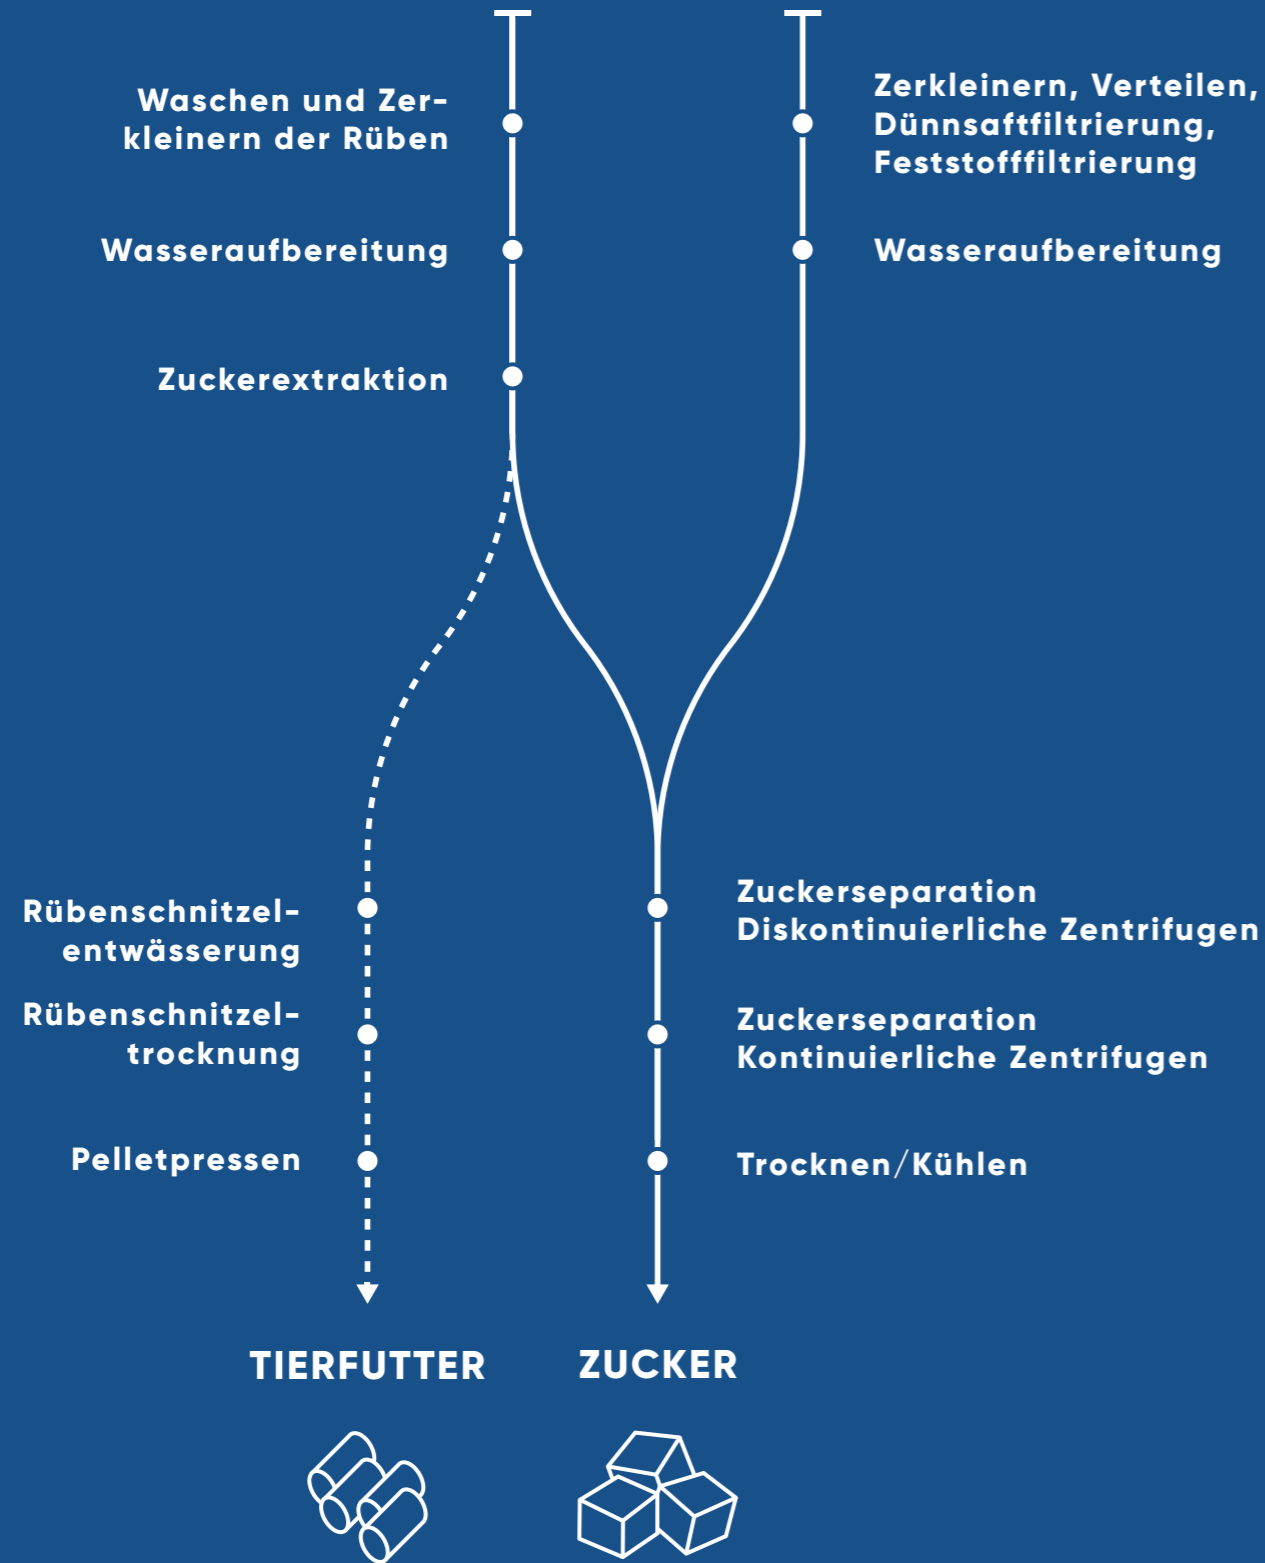 Waschen und Zer-
kleinern der Rüben
Zerkleinern, Verteilen,
Dünnsaftfiltrierung,
Feststofffiltrierung
Wasseraufbereitung
Wasseraufbereitung
Zuckerextraktion
Rübenschnitzel-
entwässerung
Zuckerseparation
Diskontinuierliche Zentrifugen
Rübenschnitzel-
trocknung
Zuckerseparation
Kontinuierliche Zentrifugen
Pelletpressen
Trocknen/Kühlen
TIERFUTTER
ZUCKER